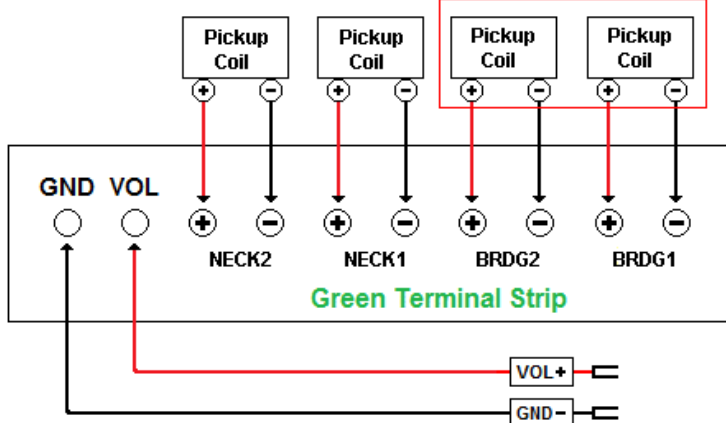 Pickup Coil
Pickup Coil
Pickup Coil
Pickup Coil
+ - + - + - + -
GND VOL
+ - + - + - + -
NECK2 NECK1 BRDG2 BRDG1
Green Terminal Strip
VOL+
GND-